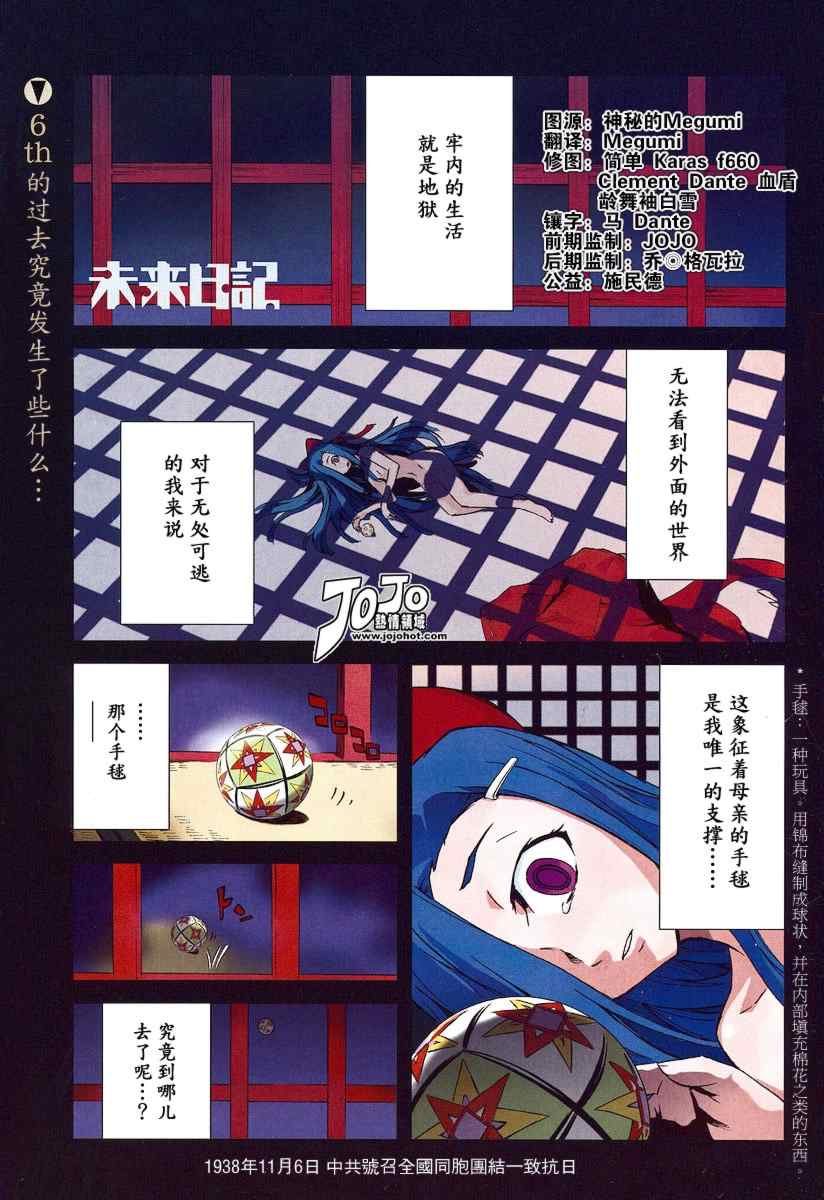 ▼6th的过去究竟发生了些什么…
牢内的生活
就是地狱
图源：神秘的Megumi
翻译：Megumi
修图：简单 Karas f660
Clement Dante 血盾
龄舞袖白雪
镶字：马 Dante
前期监制：JOJO
后期监制：乔◎格瓦拉
公益：施民德
未来日記
无法看到外面的世界
对于无处可逃
的我来说
JOJO
热情領域
www.jojohot.com
这象征着母亲的手毬
是我唯一的支撑……
……
那个手毬
——
コロコロ
トン
究竟到哪儿
去了呢…？
*手毬：一种玩具。用锦布缝制成球状，并在内部填充棉花之类的东西。
1938年11月6日 中共號召全國同胞團結一致抗日